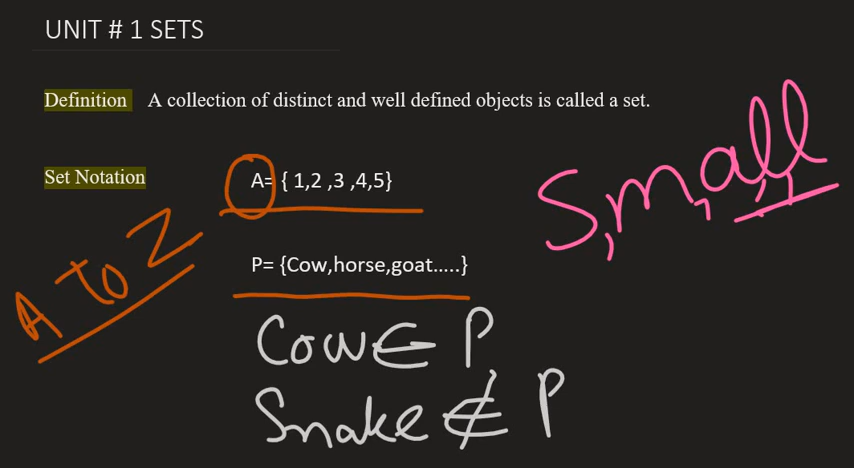 UNIT # 1 SETS
Definition A collection of distinct and well defined objects is called a set.
Set Notation A= { 1,2 ,3 ,4,5}
S,m,a,l,l
A to Z
P= {Cow,horse,goat.....}
Cow ∈ P
Snake ∉ P